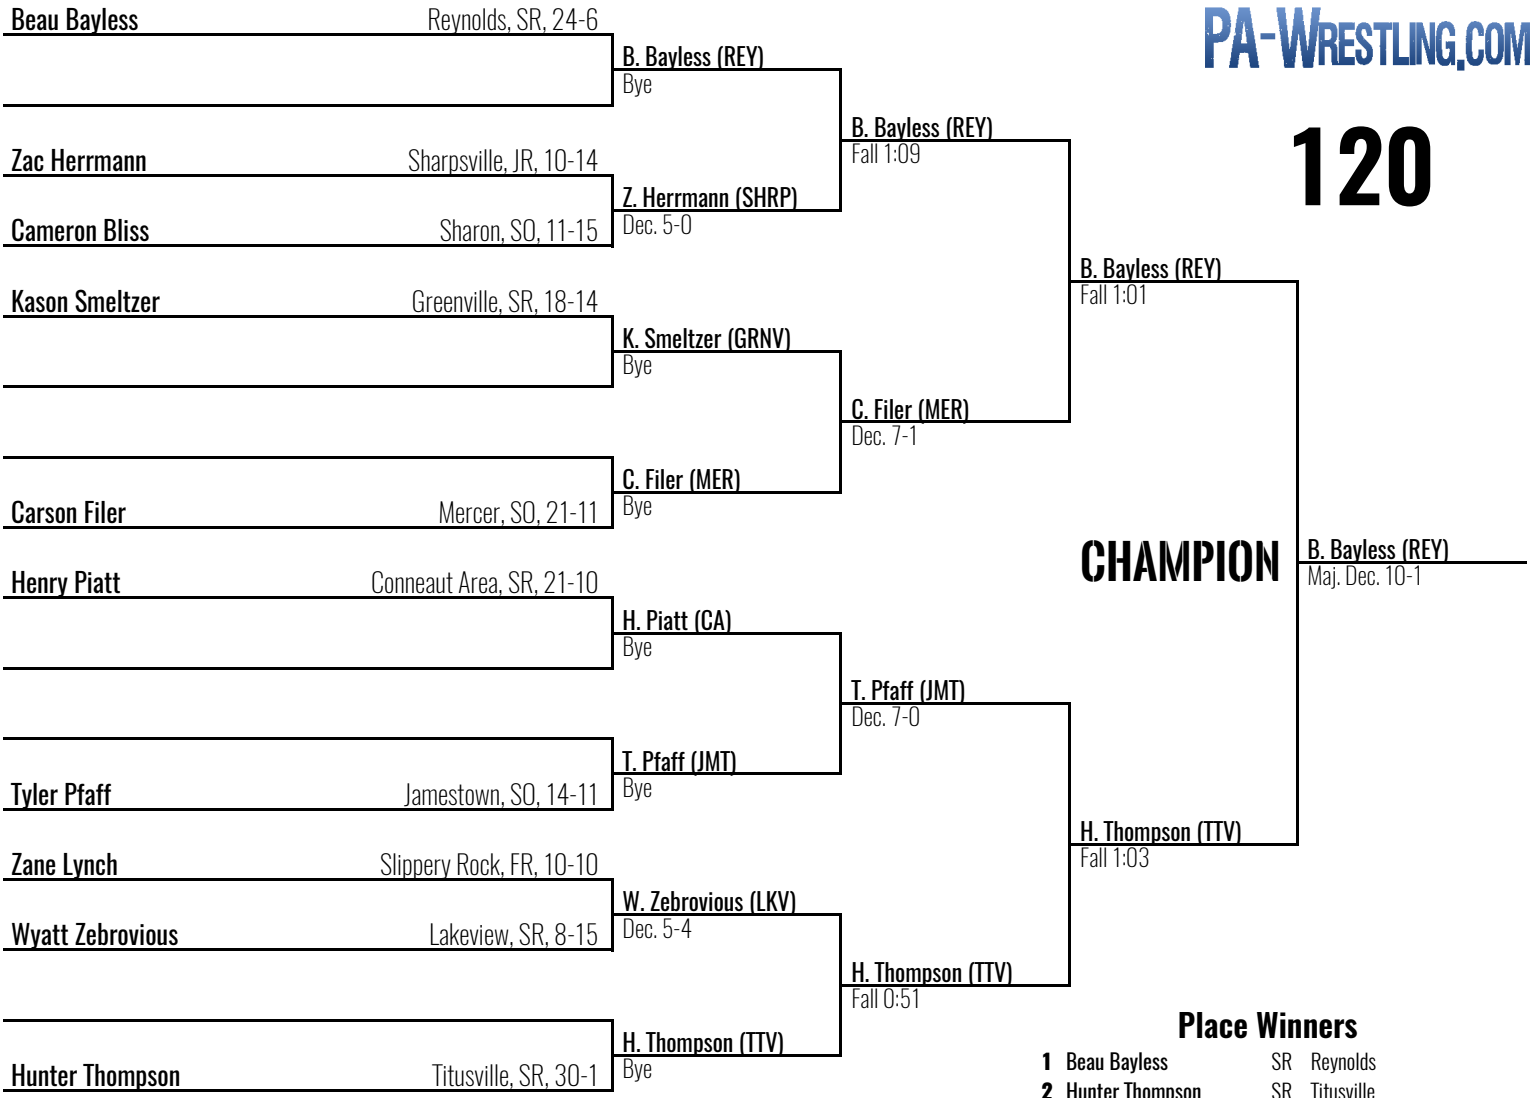 Beau Bayless Reynolds, SR, 24-6
PA-WRESTLING.COM
B. Bayless (REY)
Bye
B. Bayless (REY)
Fall 1:09
120
Zac Herrmann Sharpsville, JR, 10-14
Z. Herrmann (SHRP)
Dec. 5-0
Cameron Bliss Sharon, SO, 11-15
B. Bayless (REY)
Fall 1:01
Kason Smeltzer Greenville, SR, 18-14
K. Smeltzer (GRNV)
Bye
C. Filer (MER)
Dec. 7-1
C. Filer (MER)
Bye
Carson Filer Mercer, SO, 21-11
CHAMPION
B. Bayless (REY)
Maj. Dec. 10-1
Henry Piatt Conneaut Area, SR, 21-10
H. Piatt (CA)
Bye
T. Pfaff (JMT)
Dec. 7-0
T. Pfaff (JMT)
Bye
Tyler Pfaff Jamestown, SO, 14-11
H. Thompson (TTV)
Fall 1:03
Zane Lynch Slippery Rock, FR, 10-10
W. Zebrovious (LKV)
Dec. 5-4
Wyatt Zebrovious Lakeview, SR, 8-15
H. Thompson (TTV)
Fall 0:51
H. Thompson (TTV)
Bye
Hunter Thompson Titusville, SR, 30-1
Place Winners
1 Beau Bayless SR Reynolds
2 Hunter Thompson SR Titusville